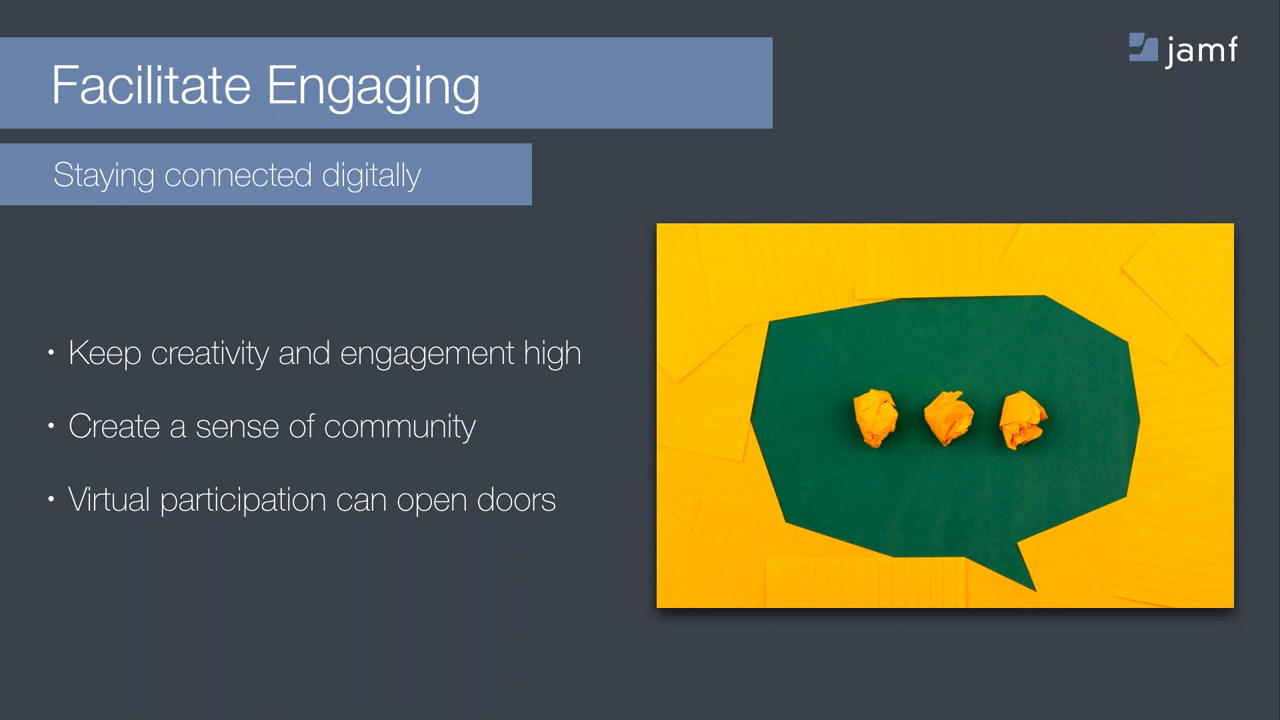 jamf
Facilitate Engaging
Staying connected digitally
• Keep creativity and engagement high
• Create a sense of community
• Virtual participation can open doors